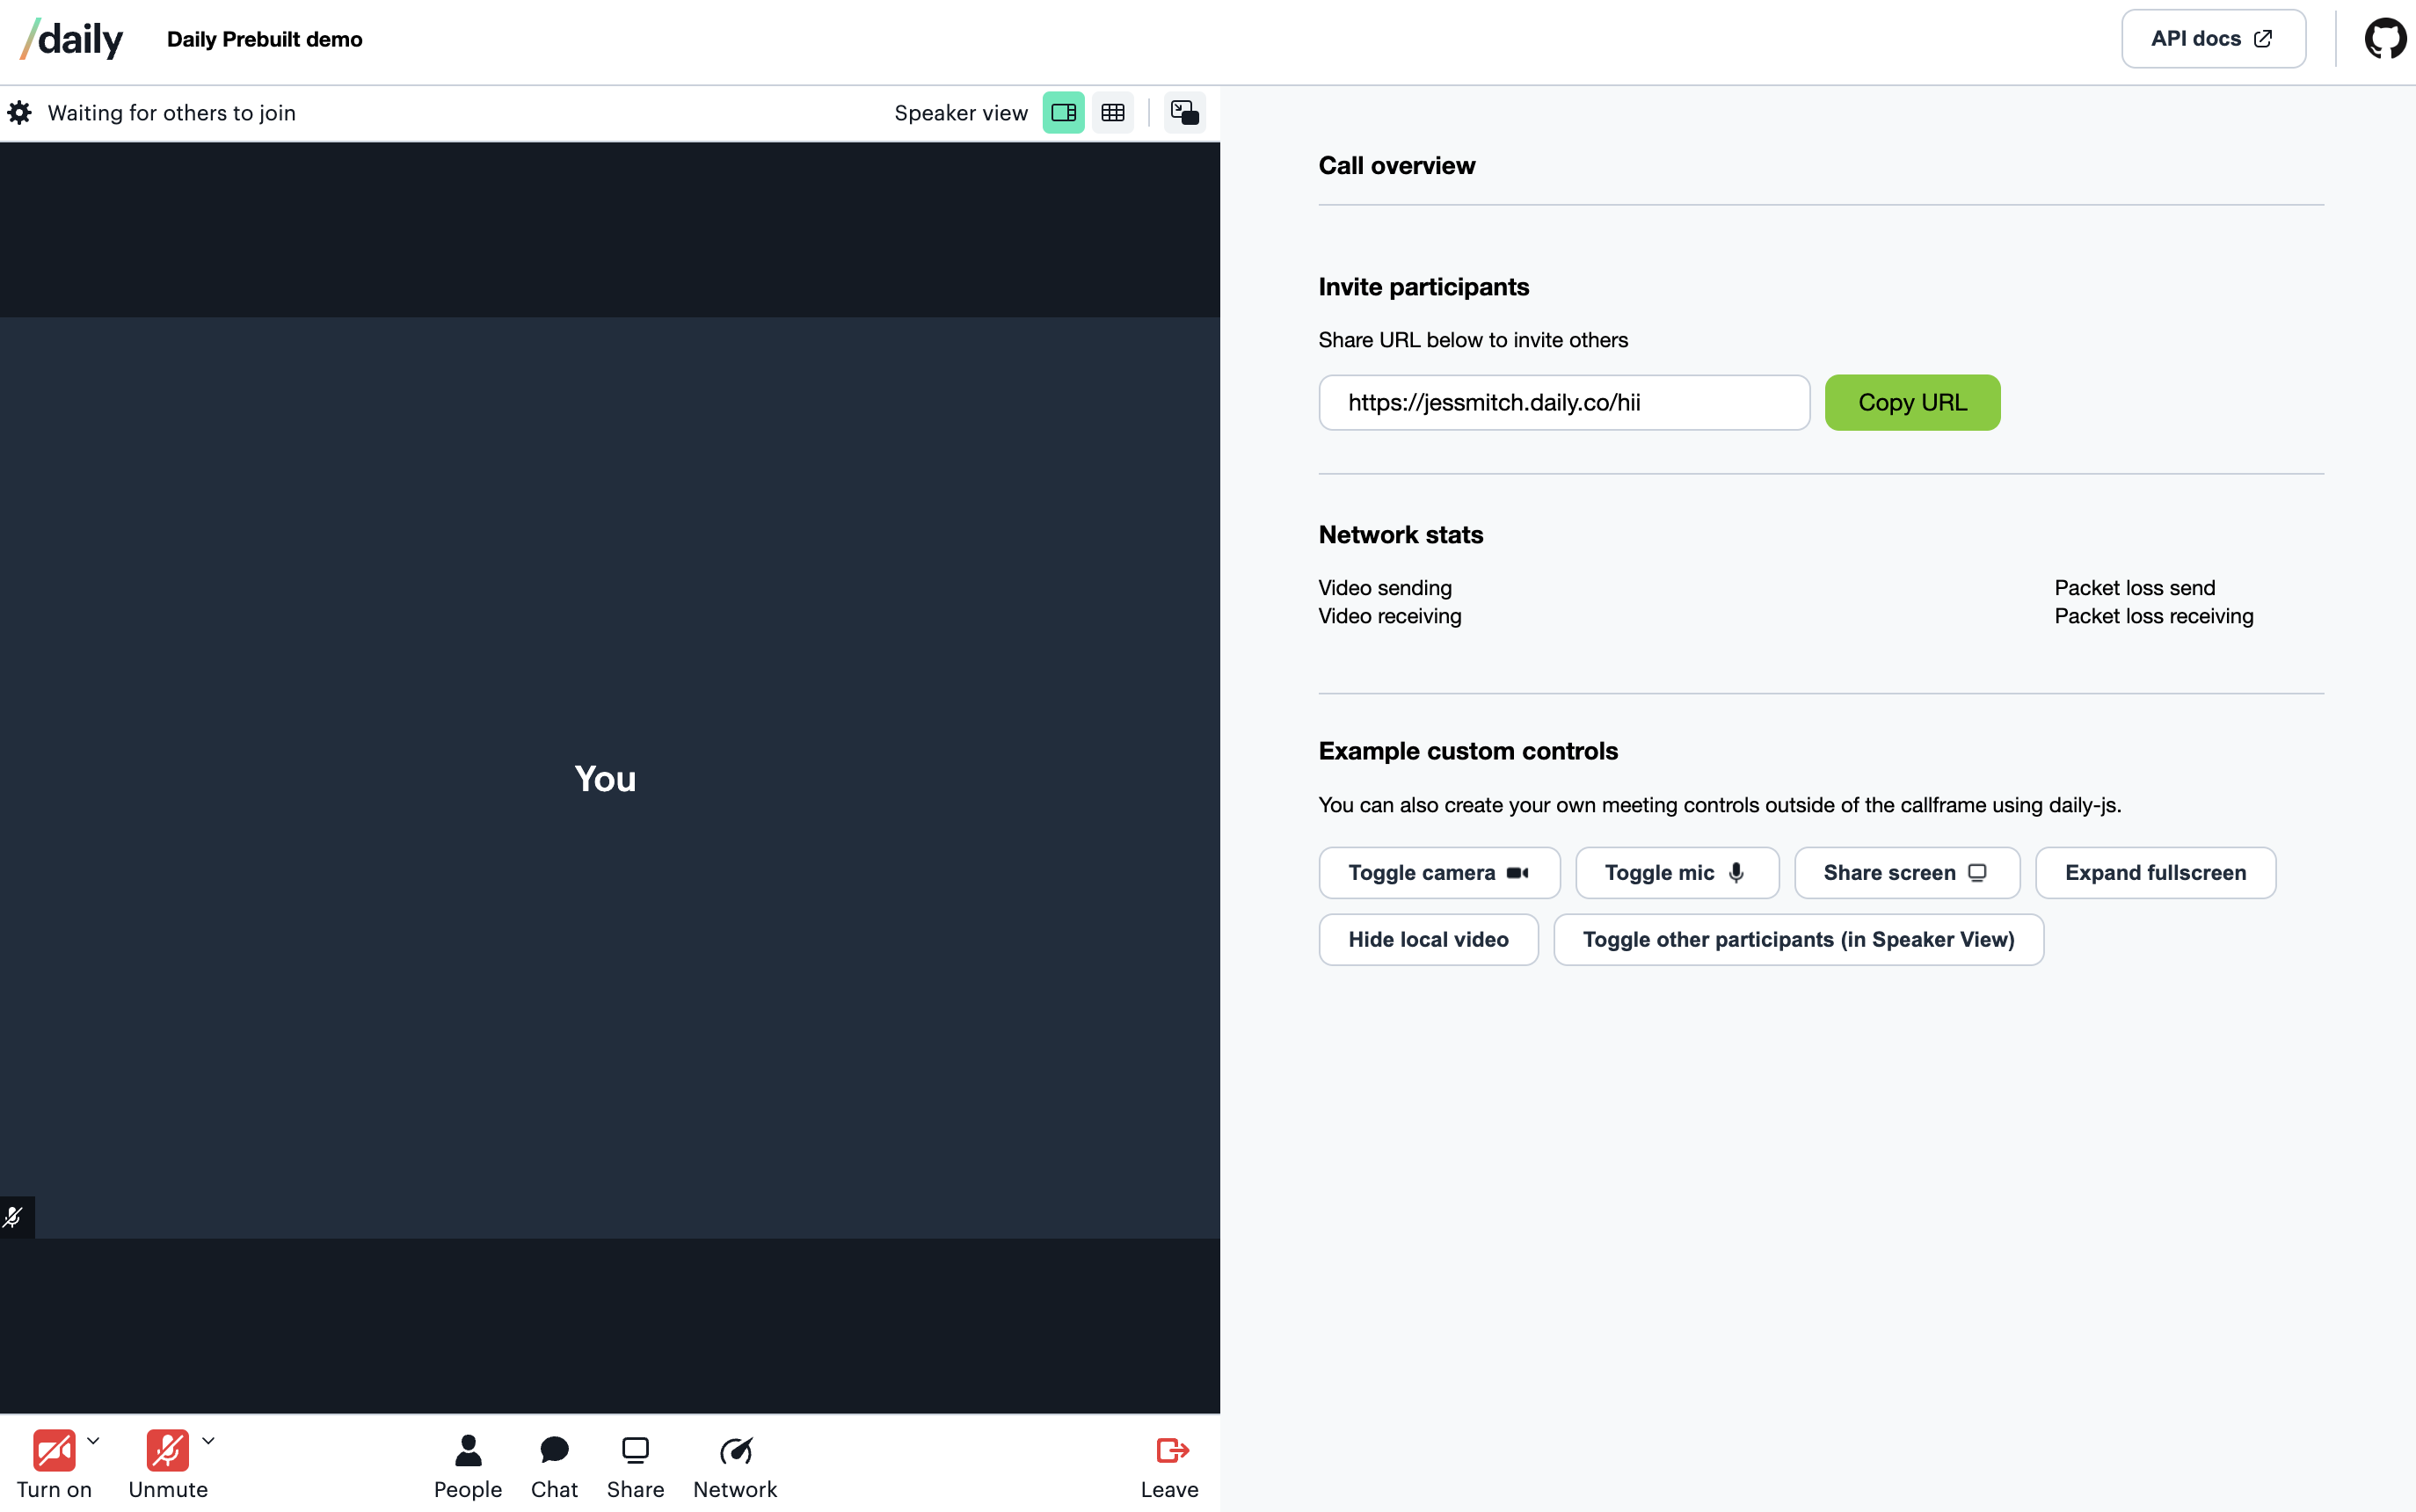 /daily
Daily Prebuilt demo
API docs
Waiting for others to join
Speaker view
You
Turn on
Unmute
People
Chat
Share
Network
Leave
Call overview
Invite participants
Share URL below to invite others
https://jessmitch.daily.co/hii
Copy URL
Network stats
Video sending
Packet loss send
Video receiving
Packet loss receiving
Example custom controls
You can also create your own meeting controls outside of the callframe using daily-js.
Toggle camera
Toggle mic
Share screen
Expand fullscreen
Hide local video
Toggle other participants (in Speaker View)